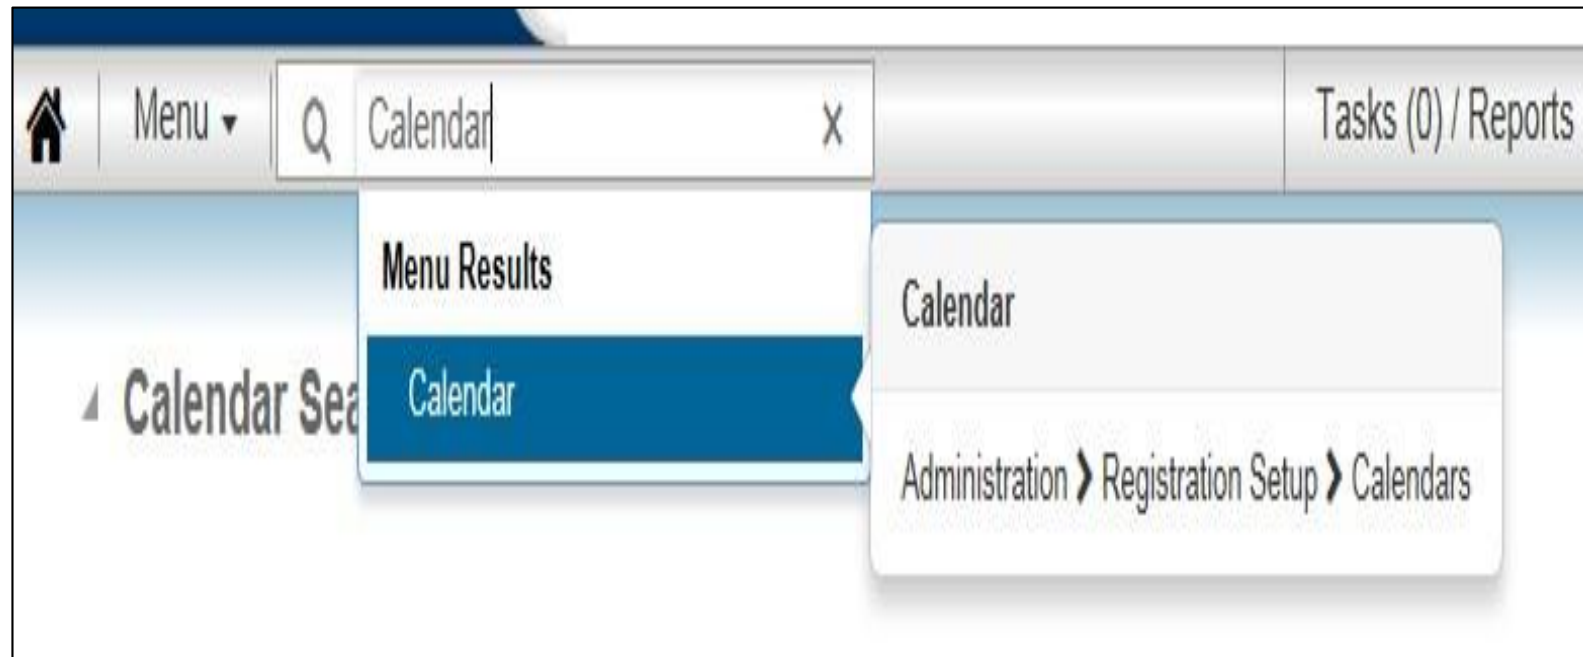 Menu
Calendar
X
Tasks (0) / Reports
Menu Results
Calendar
Calendar Sea
Calendar
Administration > Registration Setup > Calendars